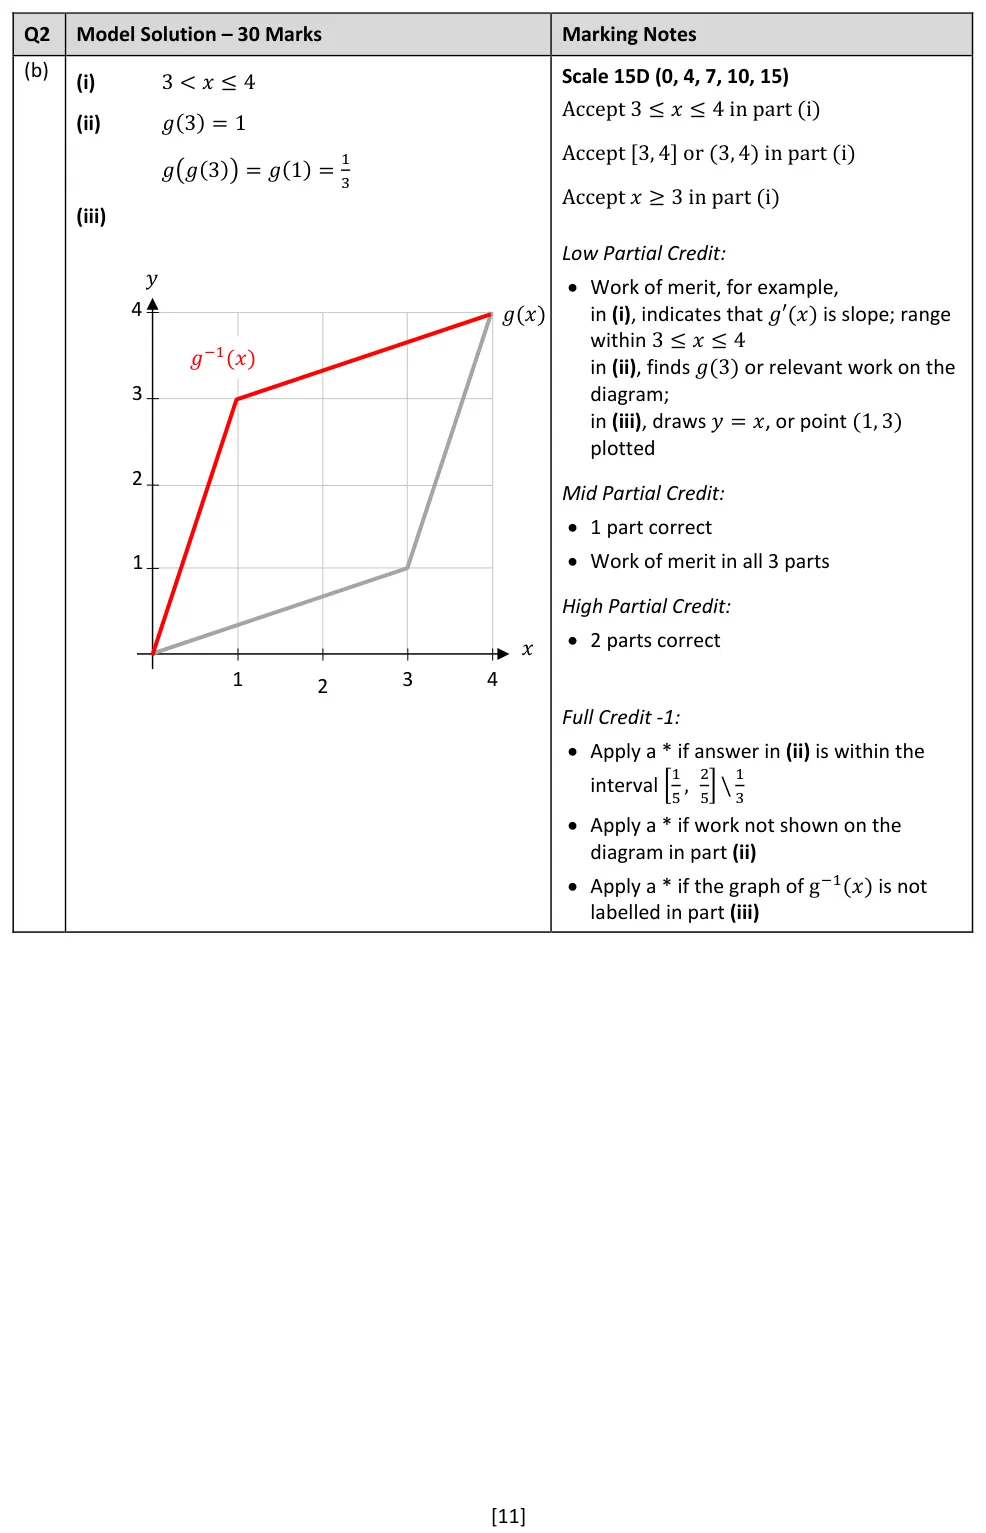 Q2 Model Solution – 30 Marks Marking Notes
(b)
(i) 3 < x ≤ 4
(ii) g(3) = 1
g(g(3)) = g(1) = 1/3
(iii)
y
4
g(x)
g⁻¹(x)
3
2
1
x
1 2 3 4
Scale 15D (0, 4, 7, 10, 15)
Accept 3 ≤ x ≤ 4 in part (i)
Accept [3, 4] or (3, 4) in part (i)
Accept x ≥ 3 in part (i)
Low Partial Credit:
• Work of merit, for example,
in (i), indicates that g′(x) is slope; range
within 3 ≤ x ≤ 4
in (ii), finds g(3) or relevant work on the
diagram;
in (iii), draws y = x, or point (1, 3)
plotted
Mid Partial Credit:
• 1 part correct
• Work of merit in all 3 parts
High Partial Credit:
• 2 parts correct
Full Credit -1:
• Apply a * if answer in (ii) is within the
interval [1/5, 2/5] \ 1/3
• Apply a * if work not shown on the
diagram in part (ii)
• Apply a * if the graph of g⁻¹(x) is not
labelled in part (iii)
[11]